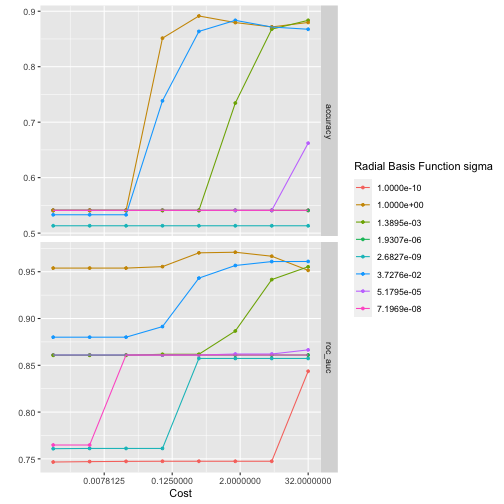 0.9
0.8
0.7
0.6
0.5
accuracy
0.95
0.90
0.85
0.80
0.75
roc_auc
0.0078125 0.1250000 2.0000000 32.0000000
Cost
Radial Basis Function sigma
1.0000e-10
1.0000e+00
1.3895e-03
1.9307e-06
2.6827e-09
3.7276e-02
5.1795e-05
7.1969e-08